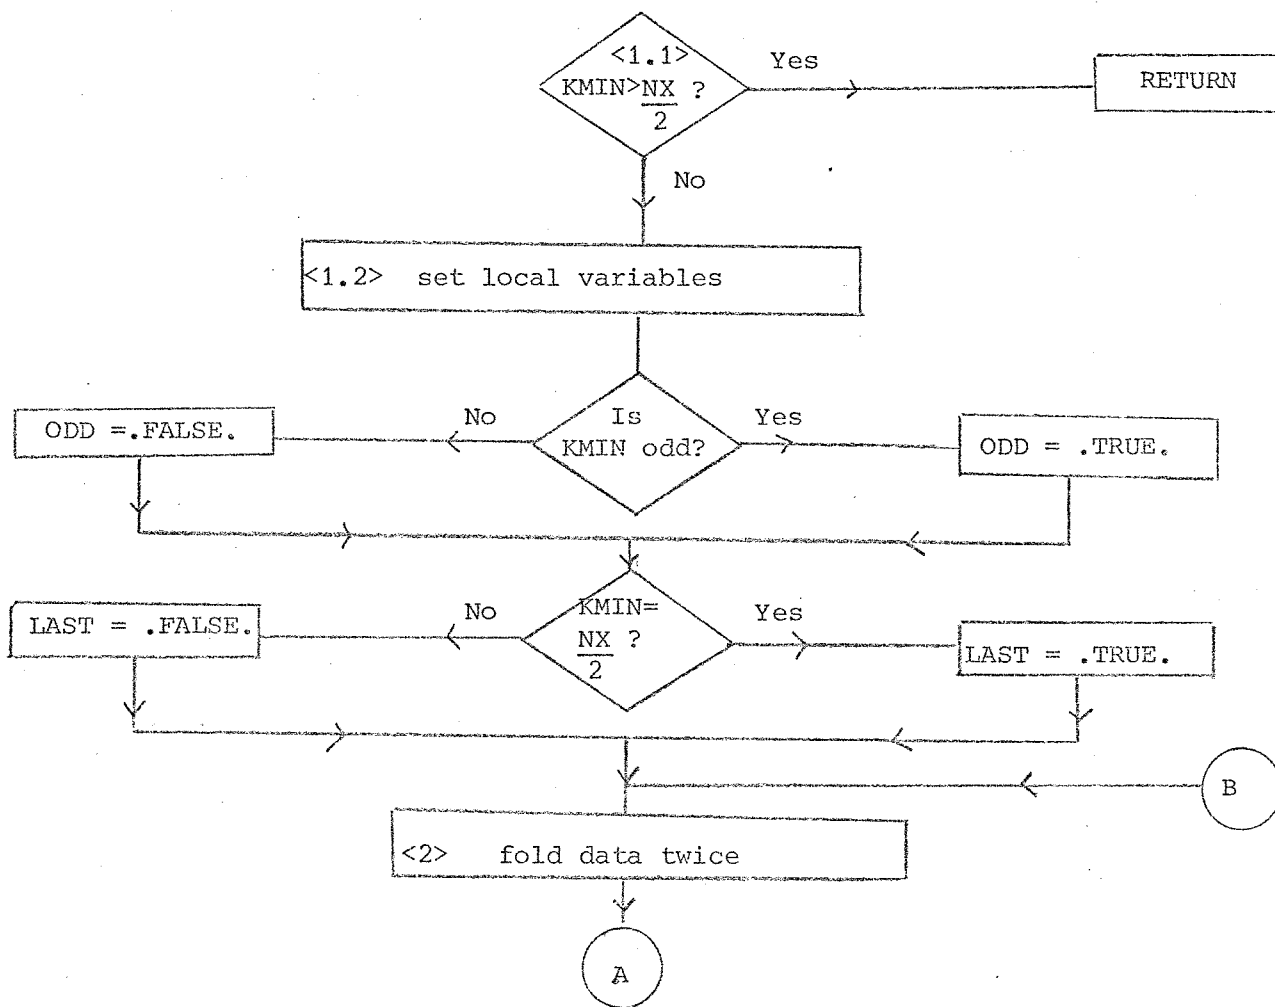 <1.1>
KMIN>NX ?
2
Yes
RETURN
No
<1.2> set local variables
No
Is
KMIN odd?
Yes
ODD =.FALSE.
ODD = .TRUE.
No
KMIN=
NX ?
2
Yes
LAST = .FALSE.
LAST = .TRUE.
B
<2> fold data twice
A